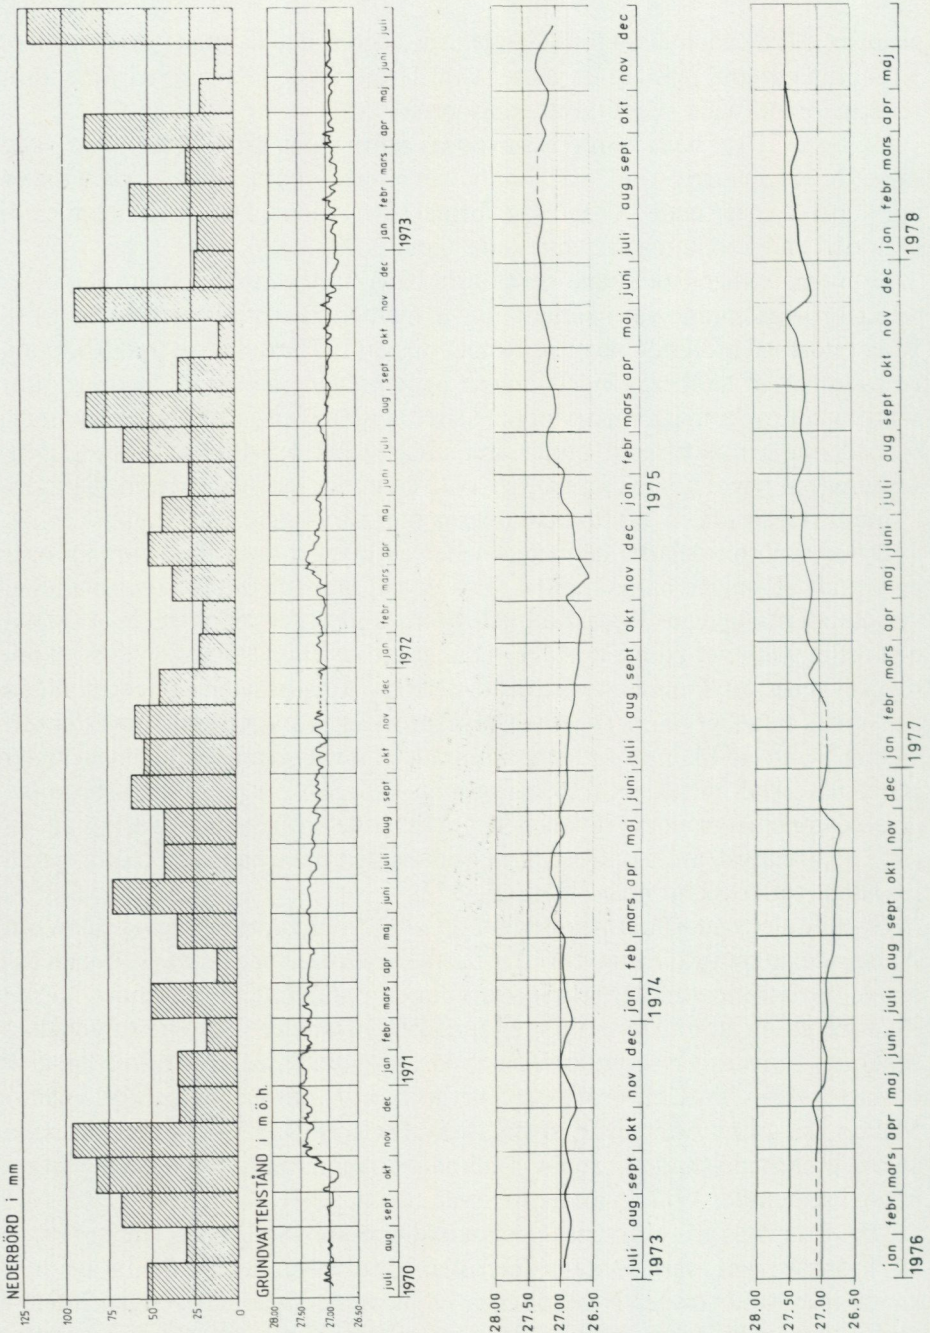 NEDERBÖRD i mm
125
100
75
50
25
0
GRUNDVATTENSTÅND i m ö.h.
28.00
27.50
27.00
26.50
juli aug sept okt nov dec jan febr mars apr maj juni juli aug sept okt nov dec jan febr mars apr maj juni juli aug sept okt nov dec jan febr mars apr maj juni juli
1970 1971 1972 1973
28.00
27.50
27.00
26.50
juli aug sept okt nov dec jan feb mars apr maj juni juli aug sept okt nov dec jan febr mars apr maj juni juli aug sept okt nov dec
1973 1974 1975
28.00
27.50
27.00
26.50
jan febr mars apr maj juni juli aug sept okt nov dec jan febr mars apr maj juni juli aug sept okt nov dec jan febr mars apr maj
1976 1977 1978